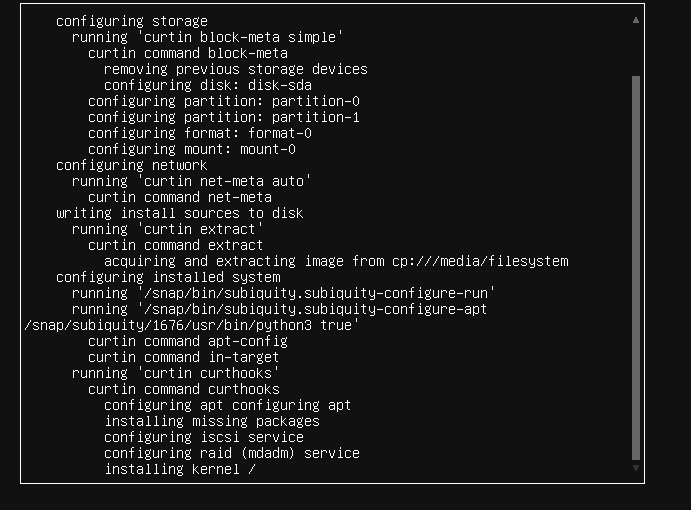 configuring storage
running 'curtin block-meta simple'
curtin command block-meta
removing previous storage devices
configuring disk: disk-sda
configuring partition: partition-0
configuring partition: partition-1
configuring format: format-0
configuring mount: mount-0
configuring network
running 'curtin net-meta auto'
curtin command net-meta
writing install sources to disk
running 'curtin extract'
curtin command extract
acquiring and extracting image from cp:///media/filesystem
configuring installed system
running '/snap/bin/subiquity.subiquity-configure-run'
running '/snap/bin/subiquity.subiquity-configure-apt
/snap/subiquity/1676/usr/bin/python3 true'
curtin command apt-config
curtin command in-target
running 'curtin curthooks'
curtin command curthooks
configuring apt configuring apt
installing missing packages
configuring iscsi service
configuring raid (mdadm) service
installing kernel /